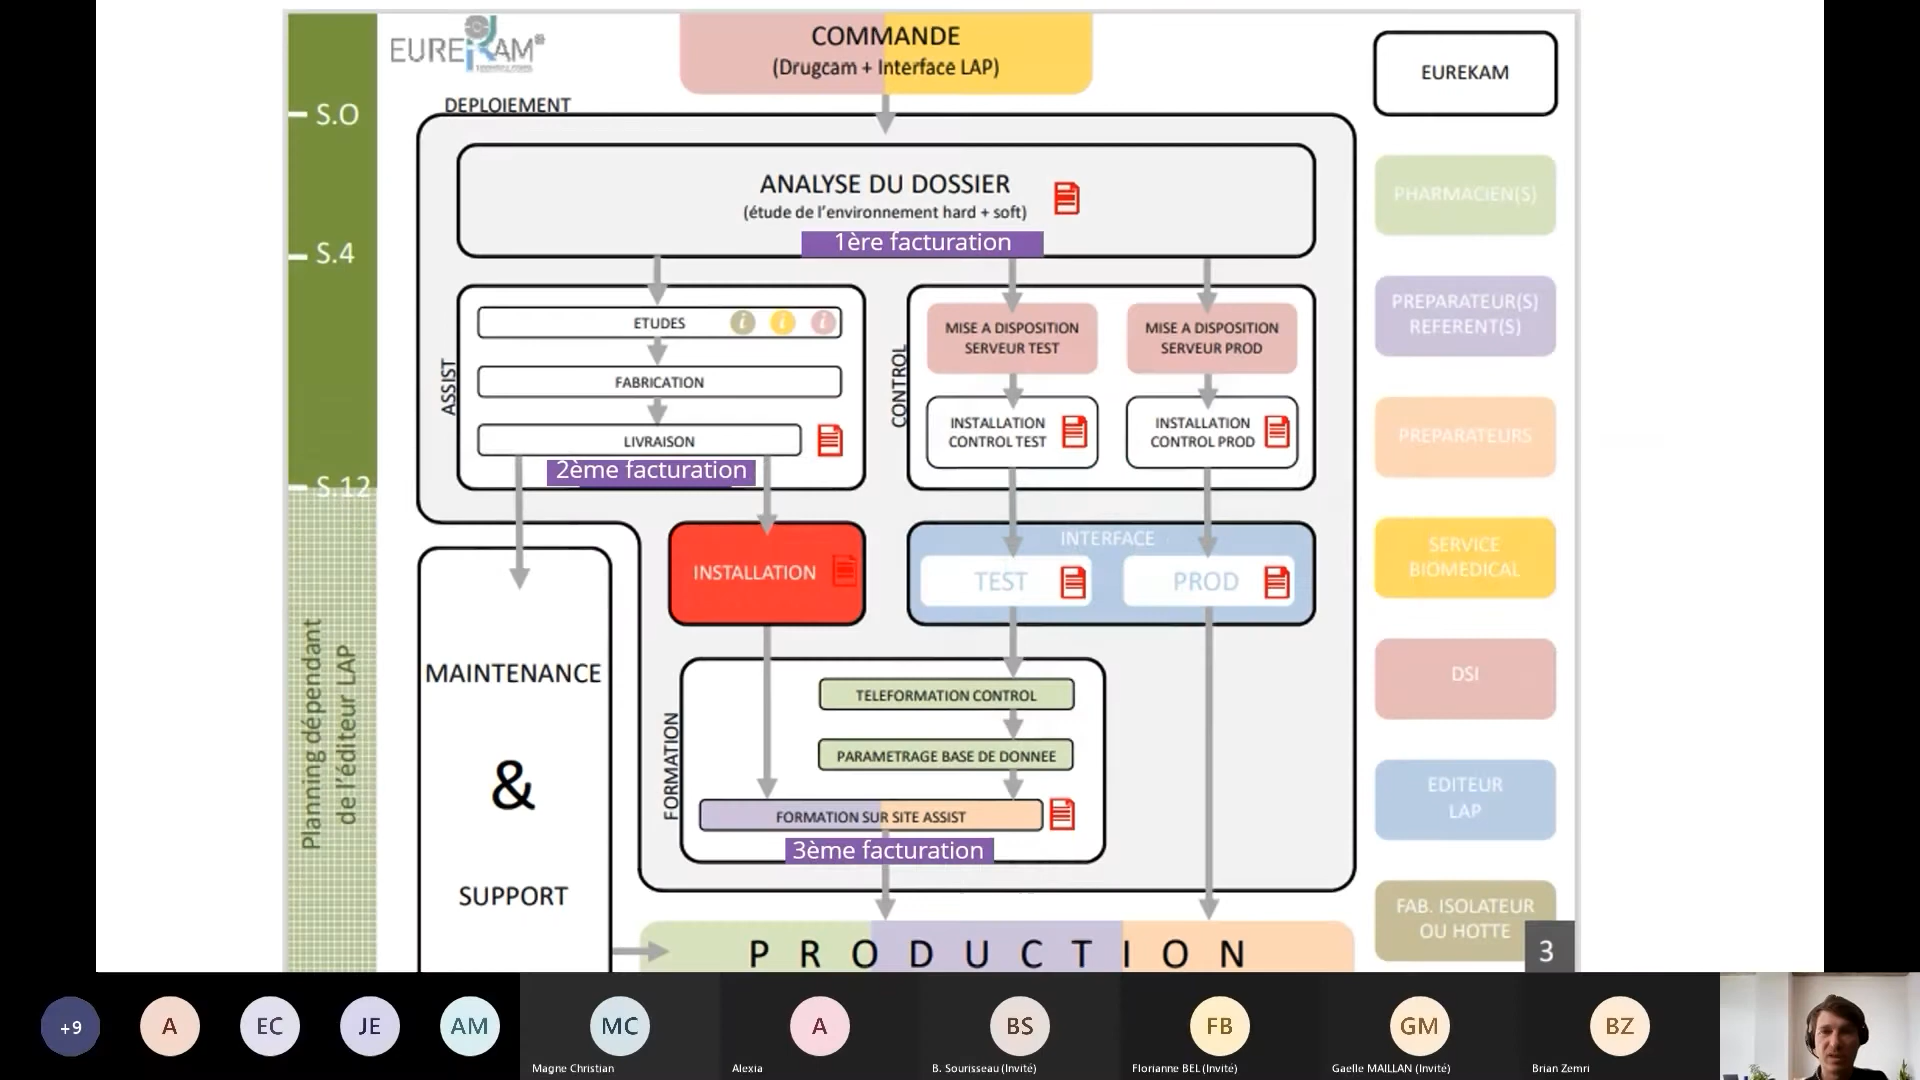 EUREKAM
COMMANDE
(Drugcam + Interface LAP)
EUREKAM
DEPLOIEMENT
S.O
ANALYSE DU DOSSIER
(étude de l'environnement hard + soft)
1ère facturation
PHARMACIEN(S)
S.4
ASSIST
ETUDES
FABRICATION
LIVRAISON
2ème facturation
CONTROL
MISE A DISPOSITION
SERVEUR TEST
MISE A DISPOSITION
SERVEUR PROD
INSTALLATION
CONTROL TEST
INSTALLATION
CONTROL PROD
PREPARATEUR(S)
REFERENT(S)
PREPARATEURS
S.12
INSTALLATION
INTERFACE
TEST
PROD
SERVICE
BIOMEDICAL
Planning dépendant
de l'éditeur LAP
MAINTENANCE
&
SUPPORT
FORMATION
TELEFORMATION CONTROL
PARAMETRAGE BASE DE DONNEE
FORMATION SUR SITE ASSIST
3ème facturation
DSI
EDITEUR
LAP
FAB. ISOLATEUR
OU HOTTE
PRODUCTION
3
+9
A
EC
JE
AM
MC
A
BS
FB
GM
BZ
Magne Christian
Alexia
B. Sourisseau (Invité)
Florianne BEL (Invité)
Gaelle MAILLAN (Invité)
Brian Zemri